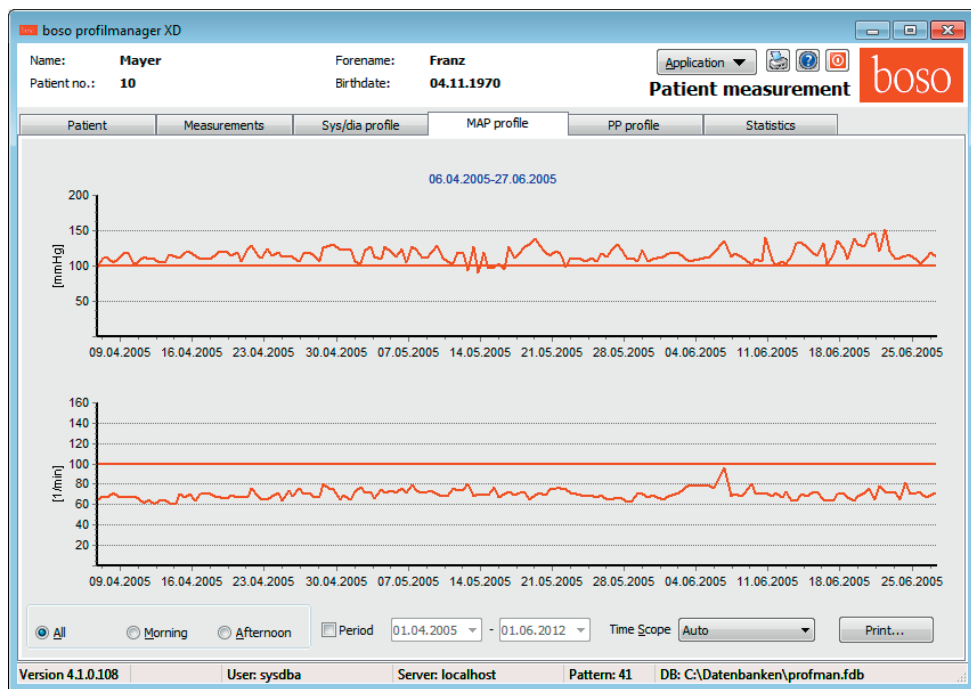 boso profilmanager XD
Name: Mayer Forename: Franz Application
Patient no.: 10 Birthdate: 04.11.1970 Patient measurement boso
Patient Measurements Sys/dia profile MAP profile PP profile Statistics
06.04.2005-27.06.2005
200
150
100
50
[mmHg]
09.04.2005 16.04.2005 23.04.2005 30.04.2005 07.05.2005 14.05.2005 21.05.2005 28.05.2005 04.06.2005 11.06.2005 18.06.2005 25.06.2005
160
140
120
100
80
60
40
20
[1/min]
09.04.2005 16.04.2005 23.04.2005 30.04.2005 07.05.2005 14.05.2005 21.05.2005 28.05.2005 04.06.2005 11.06.2005 18.06.2005 25.06.2005
All Morning Afternoon Period 01.04.2005 - 01.06.2012 Time Scope Auto Print...
Version 4.1.0.108 User: sysdba Server: localhost Pattern: 41 DB: C:\Datenbanken\profman.fdb